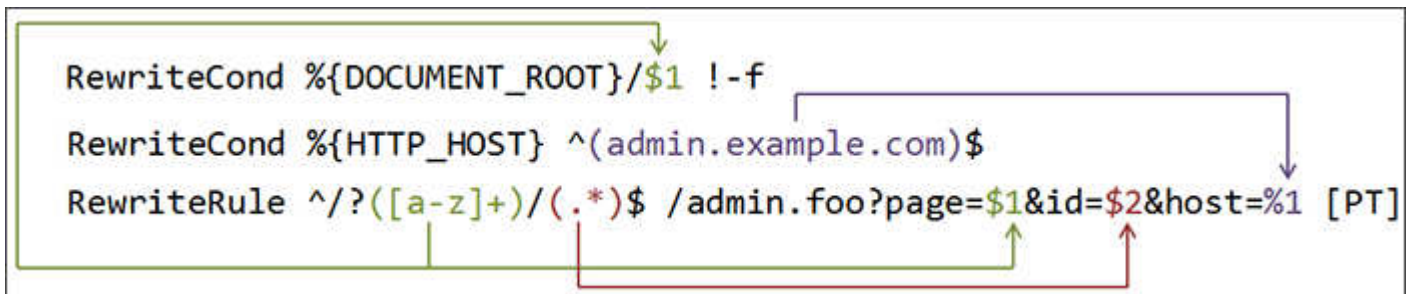 RewriteCond %{DOCUMENT_ROOT}/$1 !-f
RewriteCond %{HTTP_HOST} ^(admin.example.com)$
RewriteRule ^/?([a-z]+)/(.*)$ /admin.foo?page=$1&id=$2&host=%1 [PT]